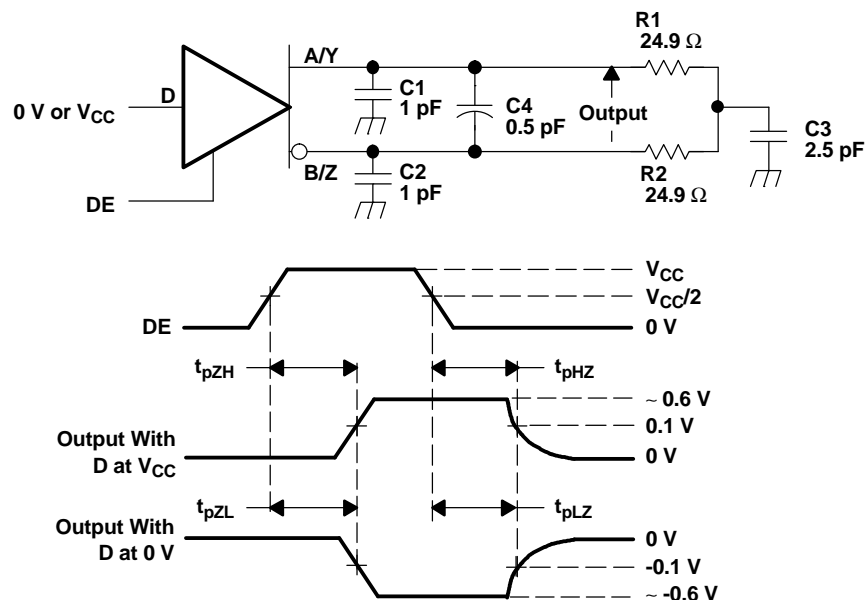 R1
24.9 Ω
A/Y
D
0 V or VCC
C1
1 pF
C4
0.5 pF
Output
C3
2.5 pF
B/Z
C2
1 pF
R2
24.9 Ω
DE
VCC
VCC/2
DE
0 V
tpZH
tpHZ
~ 0.6 V
0.1 V
Output With
D at VCC
0 V
tpZL
tpLZ
Output With
D at 0 V
0 V
-0.1 V
~ -0.6 V